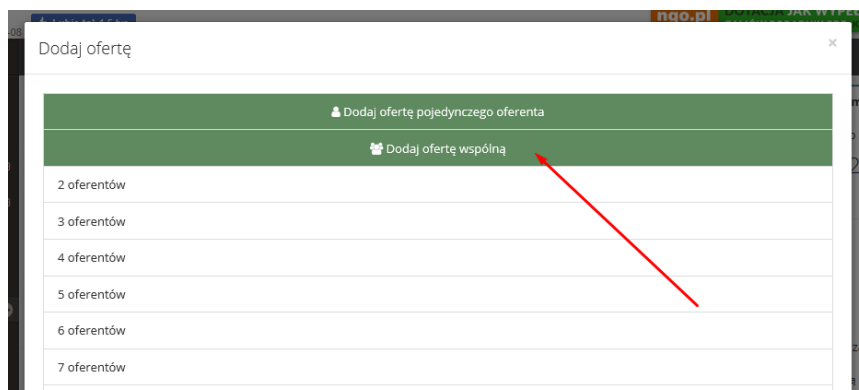 ngo.pl
Dodaj ofertę
×
Dodaj ofertę pojedynczego oferenta
Dodaj ofertę wspólną
2 oferentów
3 oferentów
4 oferentów
5 oferentów
6 oferentów
7 oferentów